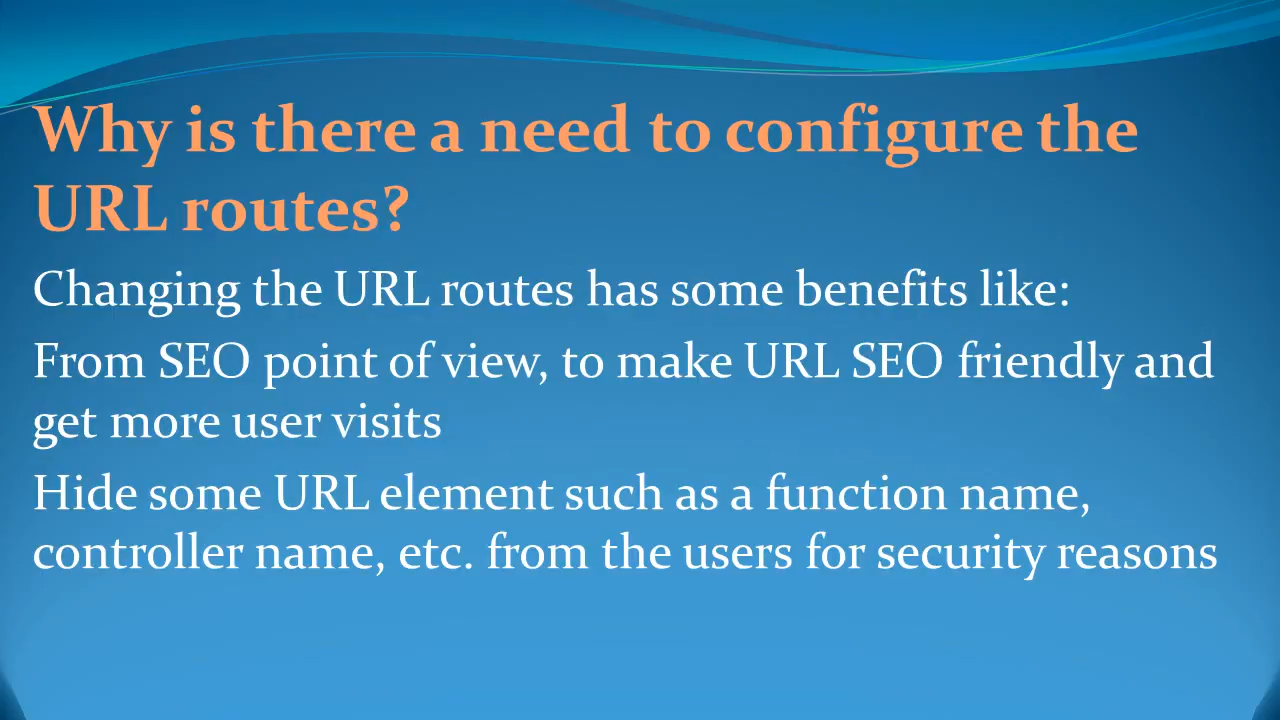 Why is there a need to configure the
URL routes?
Changing the URL routes has some benefits like:
From SEO point of view, to make URL SEO friendly and
get more user visits
Hide some URL element such as a function name,
controller name, etc. from the users for security reasons